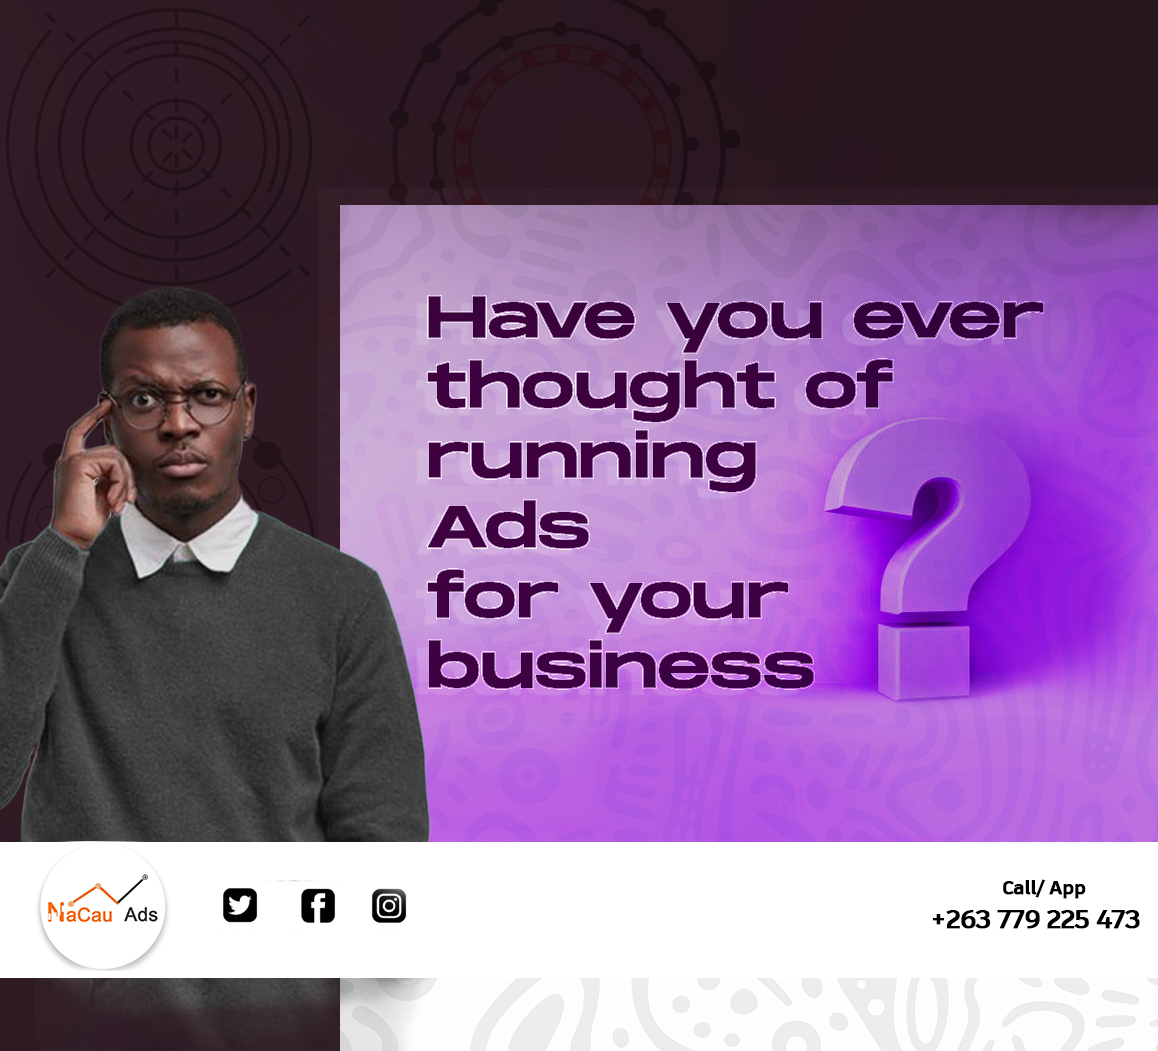 Have you ever
thought of
running
Ads
for your
business
?
NaCau Ads
Call/ App
+263 779 225 473